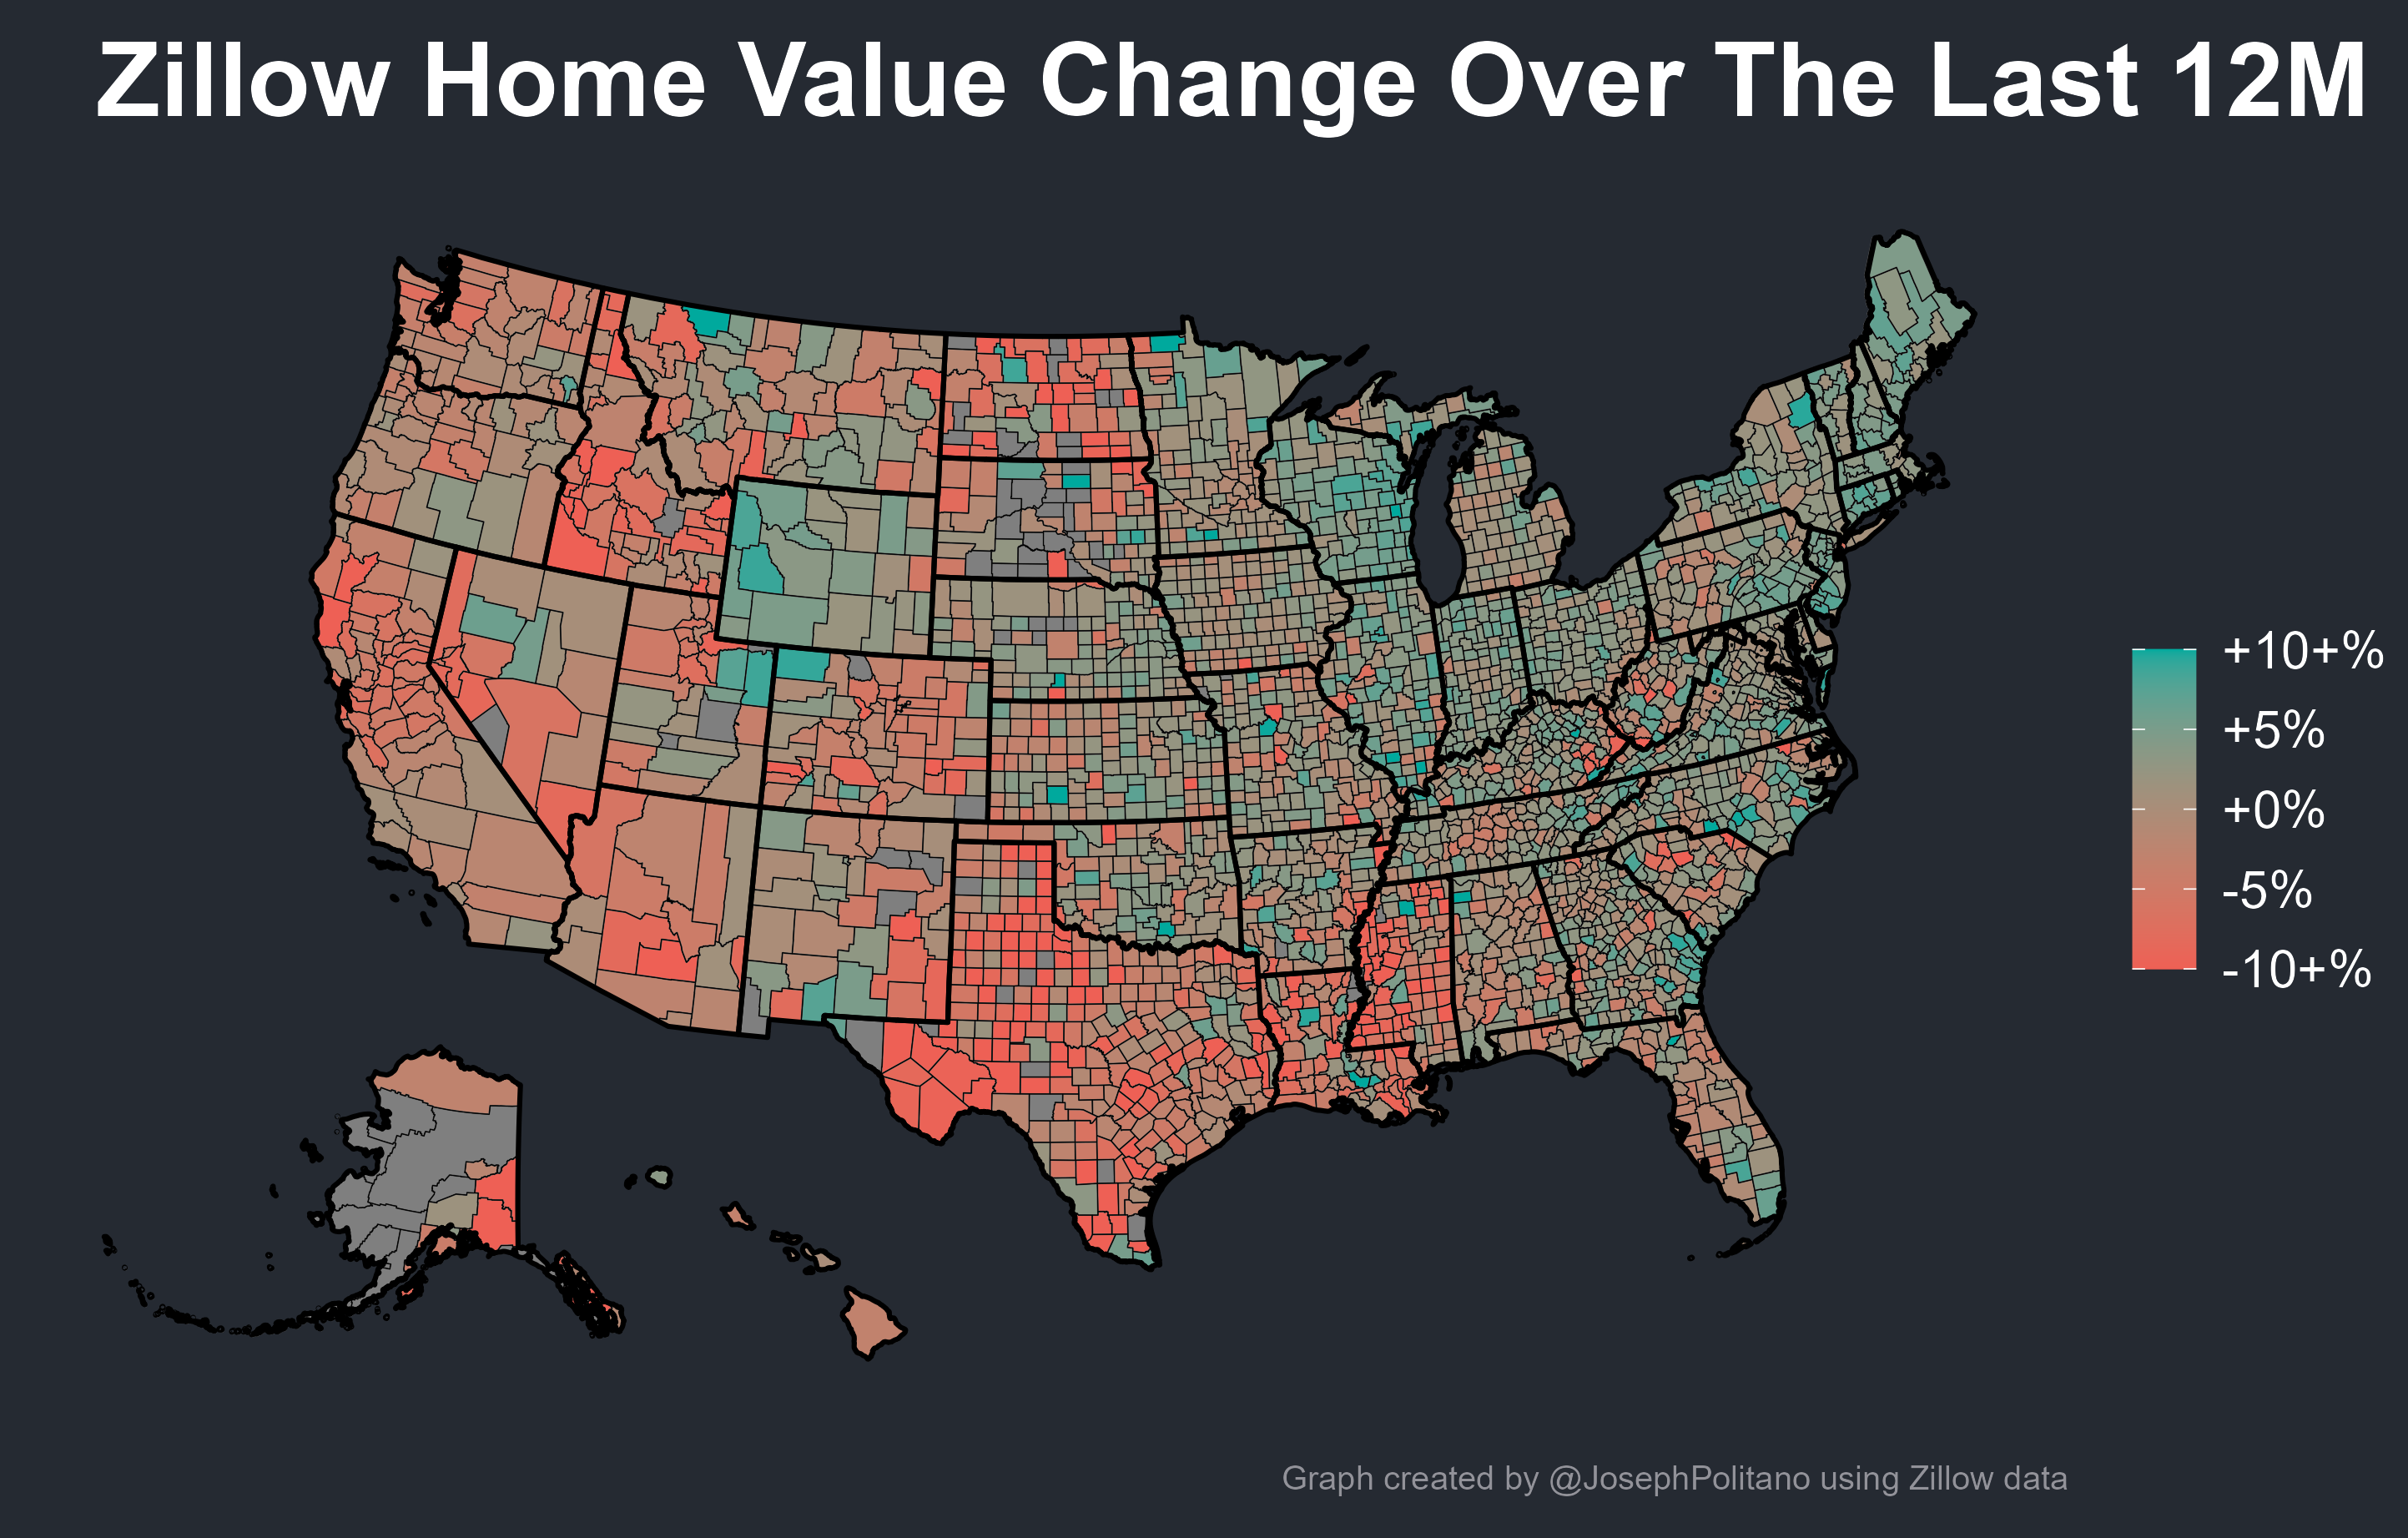 Zillow Home Value Change Over The Last 12M
+10+%
+5%
+0%
-5%
-10+%
Graph created by @JosephPolitano using Zillow data